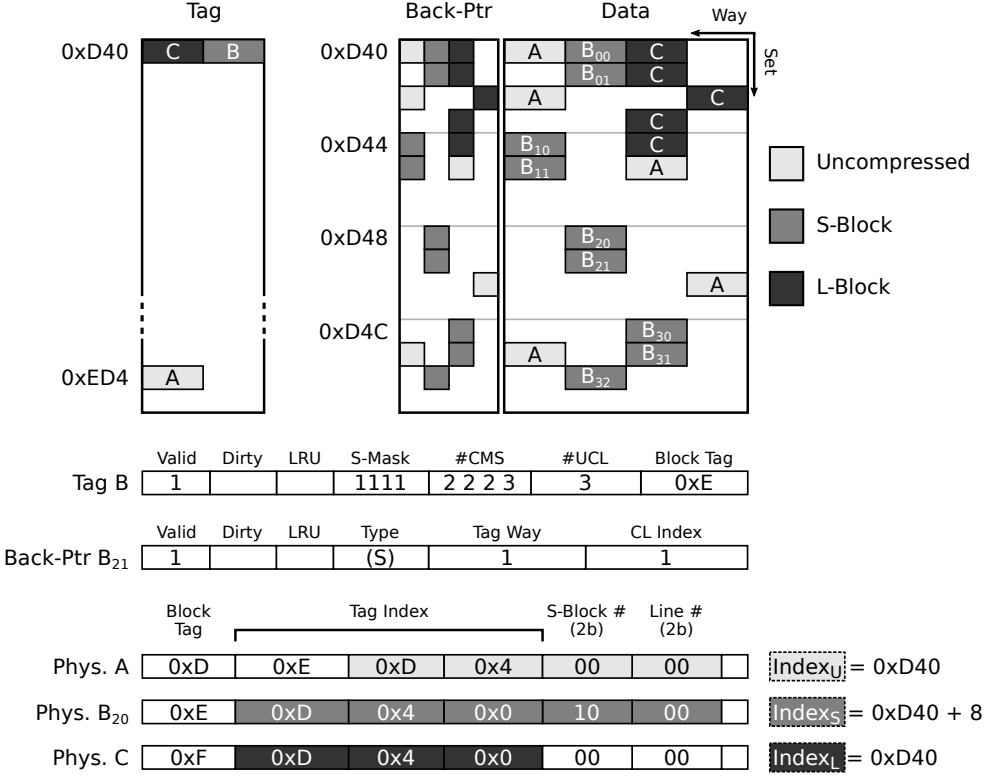 Tag Back-Ptr Data Way
Set
0xD40 C B 0xD40 A B00 C
B01 C
A C
C
0xD44 B10 C
B11 A
Uncompressed
S-Block
L-Block
0xD48 B20
B21
A
0xD4C B30
A B31
0xED4 A B32
Valid Dirty LRU S-Mask #CMS #UCL Block Tag
Tag B 1 1111 2 2 2 3 3 0xE
Valid Dirty LRU Type Tag Way CL Index
Back-Ptr B21 1 (S) 1 1
Block Tag Tag Index S-Block # (2b) Line # (2b)
Phys. A 0xD 0xE 0xD 0x4 00 00 IndexU = 0xD40
Phys. B20 0xE 0xD 0x4 0x0 10 00 IndexS = 0xD40 + 8
Phys. C 0xF 0xD 0x4 0x0 00 00 IndexL = 0xD40